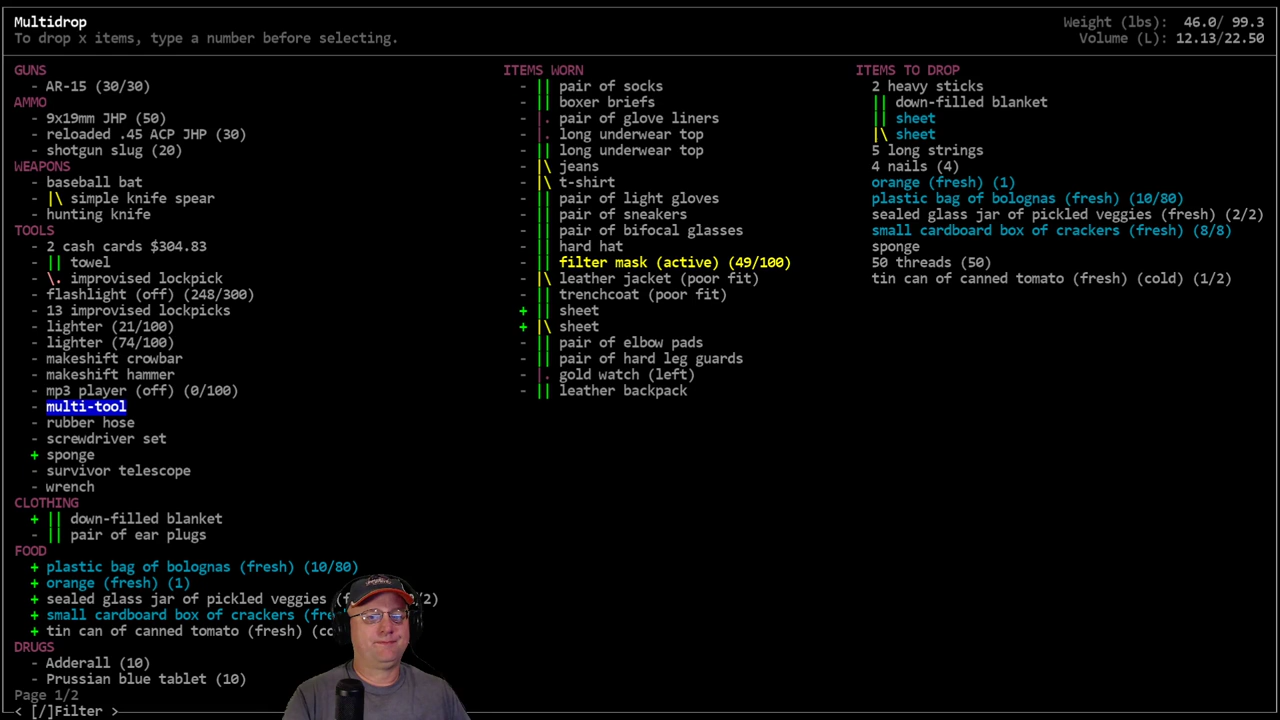 Multidrop
To drop x items, type a number before selecting.
Weight (lbs): 46.0/ 99.3
Volume (L): 12.13/22.50
GUNS
- AR-15 (30/30)
AMMO
- 9x19mm JHP (50)
- reloaded .45 ACP JHP (30)
- shotgun slug (20)
WEAPONS
- baseball bat
- |\ simple knife spear
- hunting knife
TOOLS
- 2 cash cards $304.83
- || towel
- \. improvised lockpick
- flashlight (off) (248/300)
- 13 improvised lockpicks
- lighter (21/100)
- lighter (74/100)
- makeshift crowbar
- makeshift hammer
- mp3 player (off) (0/100)
- multi-tool
- rubber hose
- screwdriver set
+ sponge
- survivor telescope
- wrench
CLOTHING
+ || down-filled blanket
- || pair of ear plugs
FOOD
+ plastic bag of bolognas (fresh) (10/80)
+ orange (fresh) (1)
+ sealed glass jar of pickled veggies (f /2)
+ small cardboard box of crackers (fre
+ tin can of canned tomato (fresh) (co
DRUGS
- Adderall (10)
- Prussian blue tablet (10)
Page 1/2
< [/]Filter >
ITEMS WORN
- || pair of socks
- || boxer briefs
- |. pair of glove liners
- |. long underwear top
- || long underwear top
- |\ jeans
- |\ t-shirt
- || pair of light gloves
- || pair of sneakers
- || pair of bifocal glasses
- || hard hat
- || filter mask (active) (49/100)
- |\ leather jacket (poor fit)
- || trenchcoat (poor fit)
+ || sheet
+ |\ sheet
- || pair of elbow pads
- || pair of hard leg guards
- |. gold watch (left)
- || leather backpack
ITEMS TO DROP
2 heavy sticks
|| down-filled blanket
|| sheet
|\ sheet
5 long strings
4 nails (4)
orange (fresh) (1)
plastic bag of bolognas (fresh) (10/80)
sealed glass jar of pickled veggies (fresh) (2/2)
small cardboard box of crackers (fresh) (8/8)
sponge
50 threads (50)
tin can of canned tomato (fresh) (cold) (1/2)